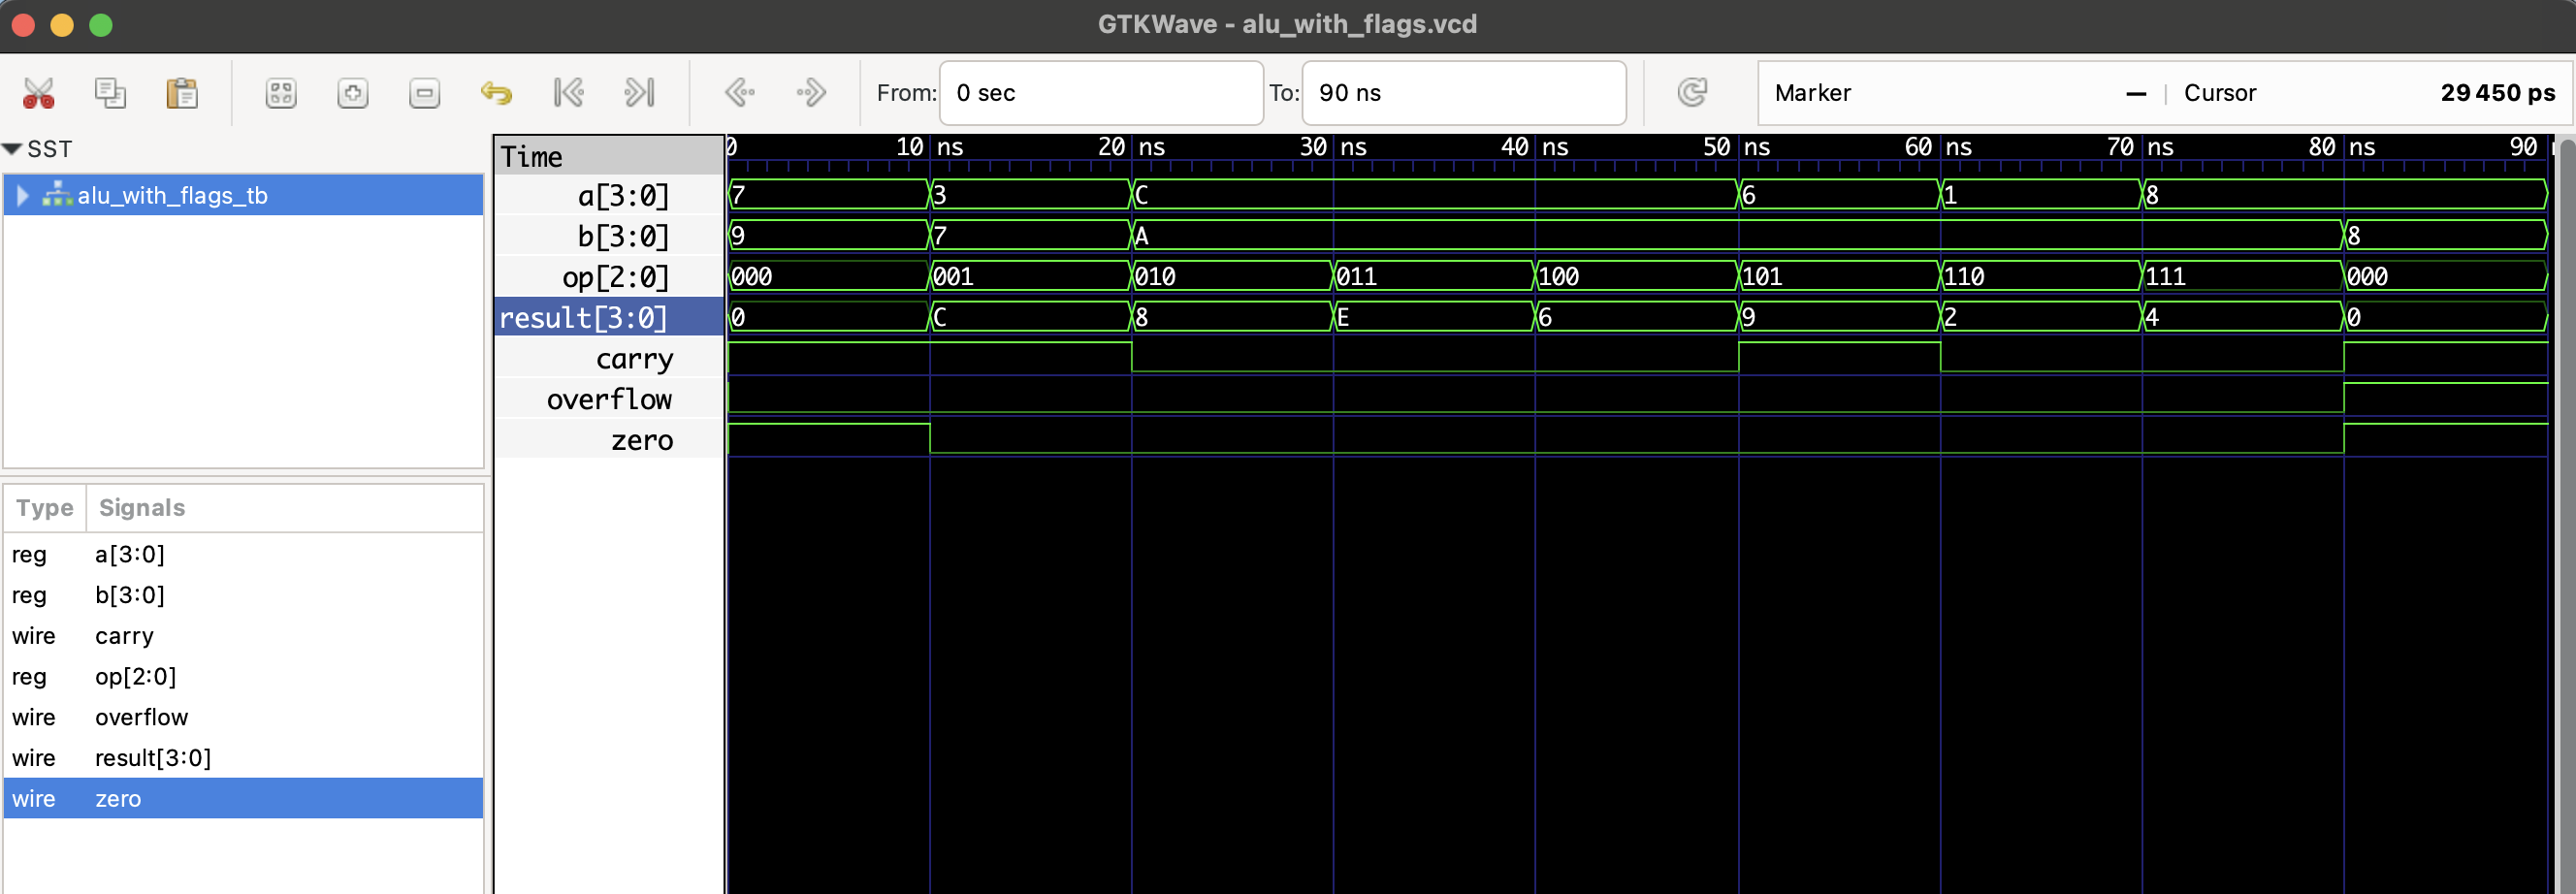 GTKWave - alu_with_flags.vcd
From: 0 sec To: 90 ns Marker — | Cursor 29 450 ps
SST
alu_with_flags_tb
Type Signals
reg a[3:0]
reg b[3:0]
wire carry
reg op[2:0]
wire overflow
wire result[3:0]
wire zero
Time 0 10 ns 20 ns 30 ns 40 ns 50 ns 60 ns 70 ns 80 ns 90
a[3:0] 7 3 C 6 1 8
b[3:0] 9 7 A 8
op[2:0] 000 001 010 011 100 101 110 111 000
result[3:0] 0 C 8 E 6 9 2 4 0
carry
overflow
zero